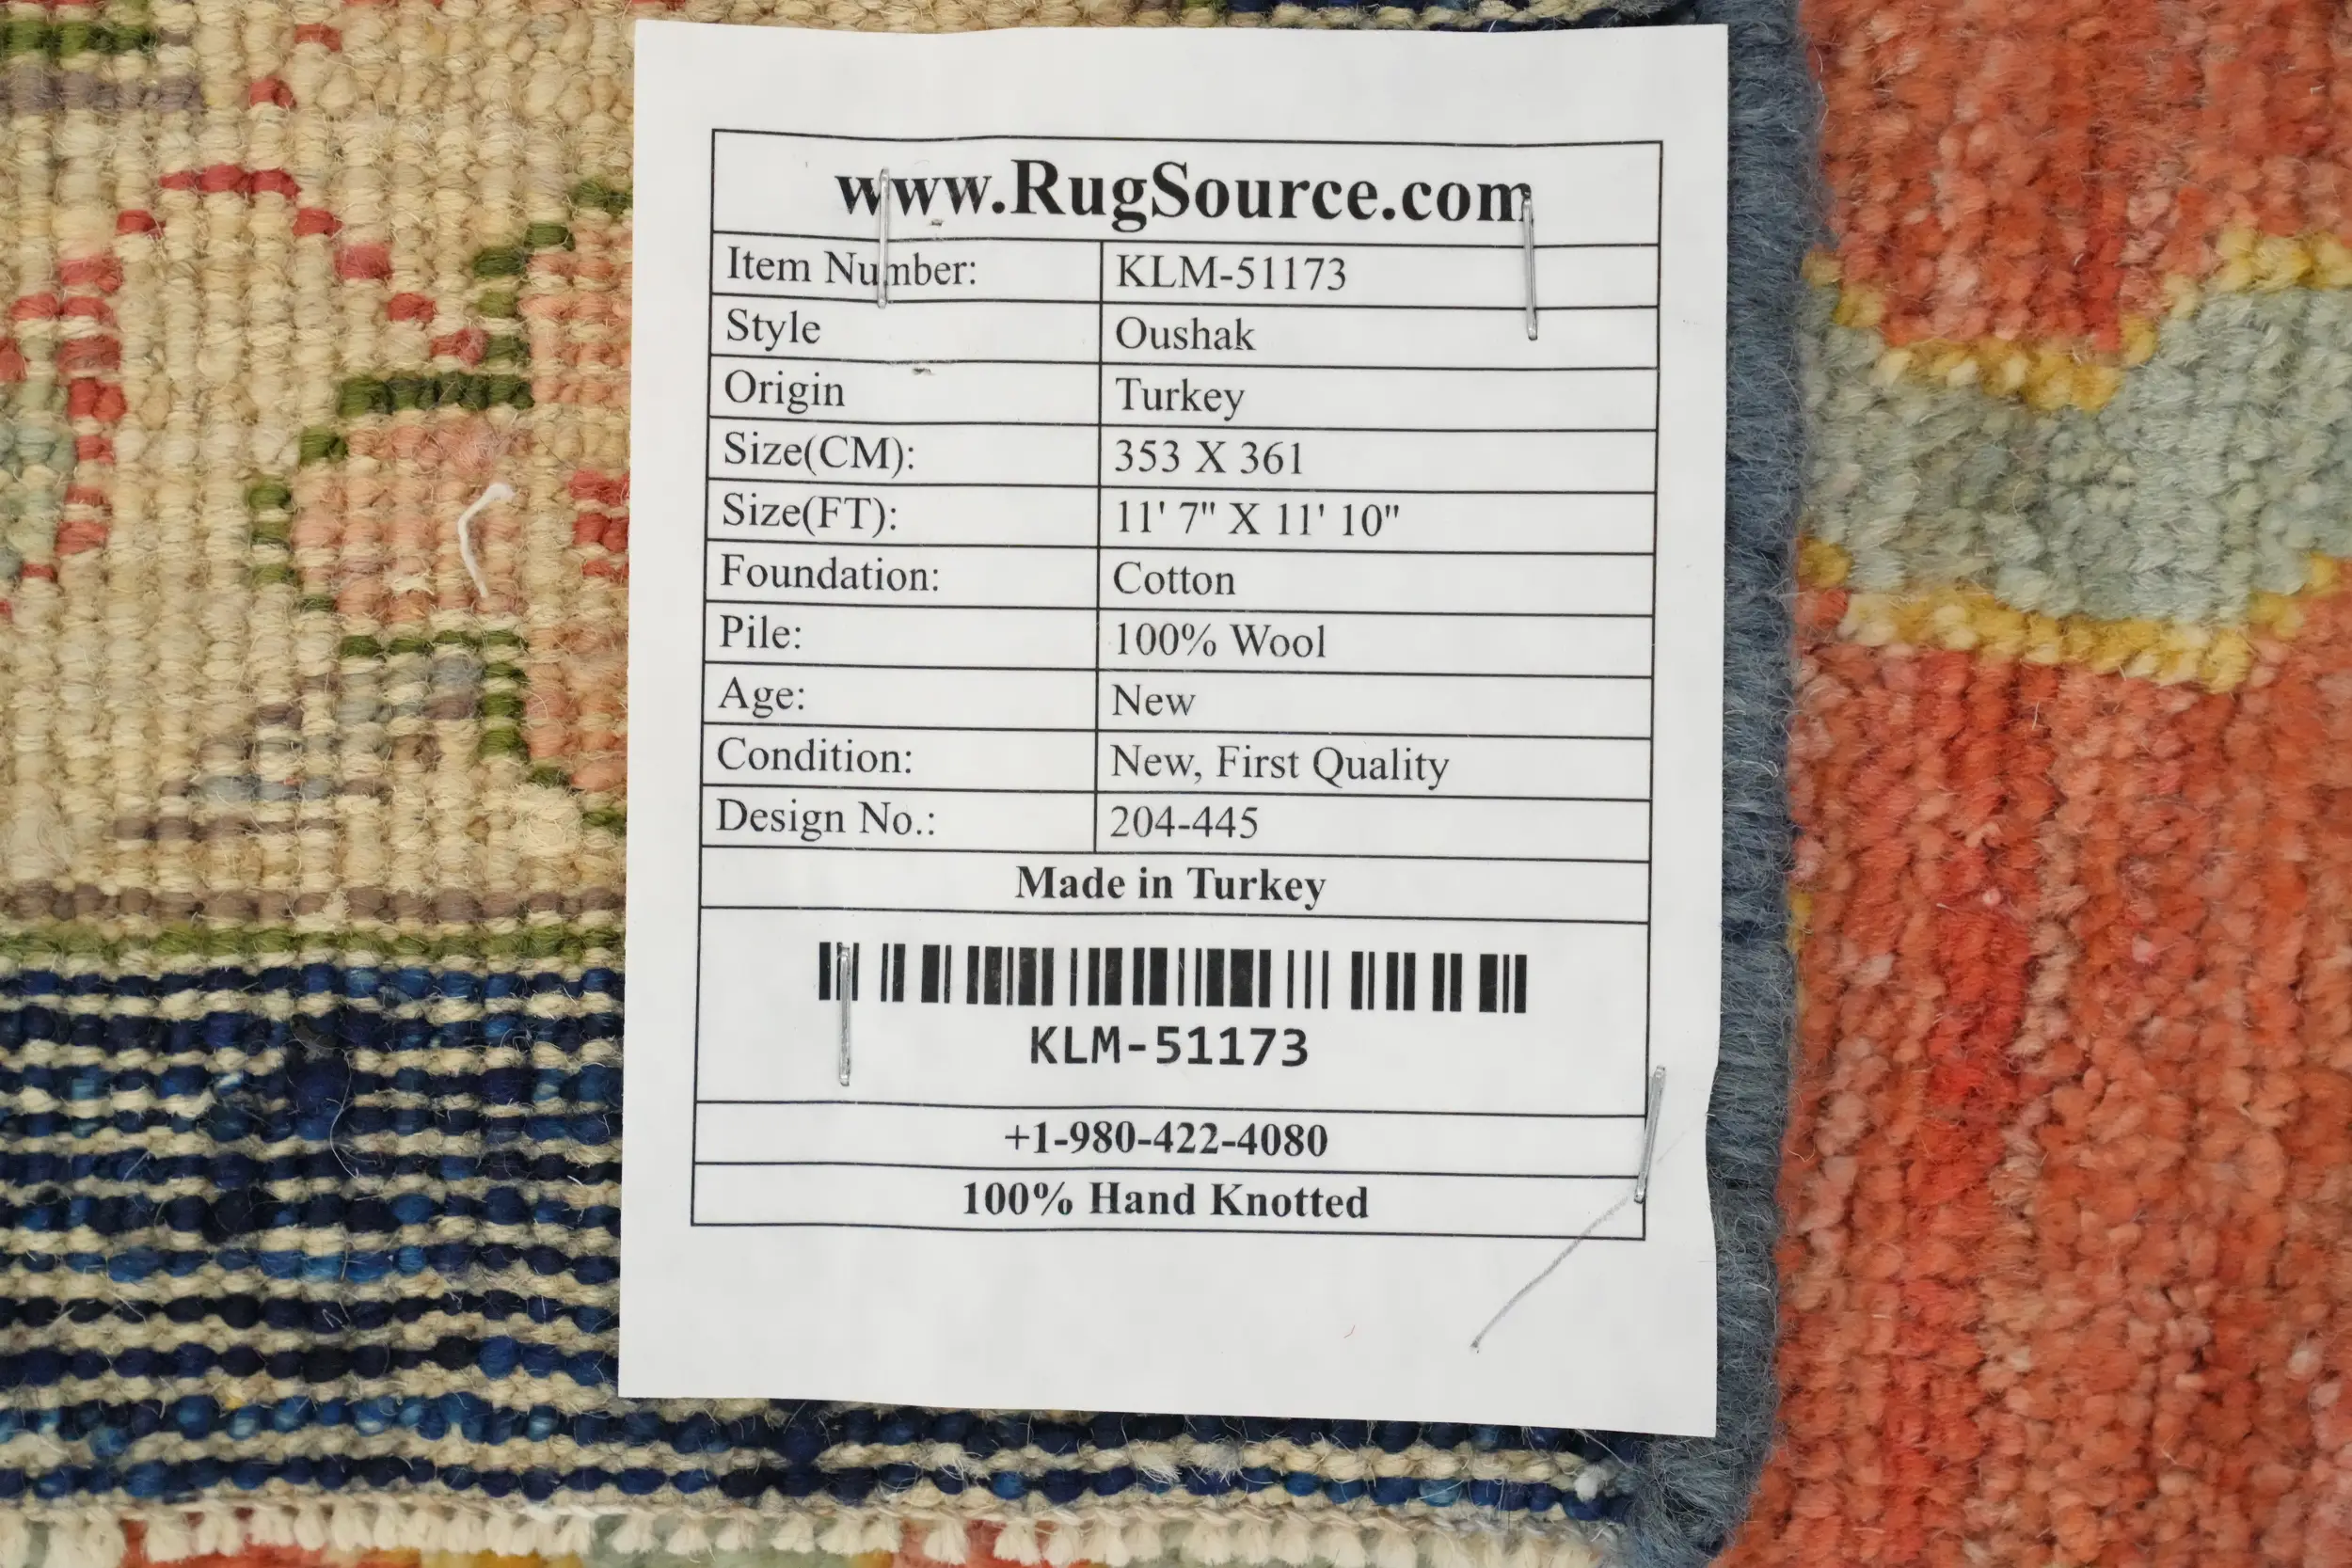 www.RugSource.com
Item Number: KLM-51173
Style Oushak
Origin Turkey
Size(CM): 353 X 361
Size(FT): 11' 7" X 11' 10"
Foundation: Cotton
Pile: 100% Wool
Age: New
Condition: New, First Quality
Design No.: 204-445
Made in Turkey
KLM-51173
+1-980-422-4080
100% Hand Knotted